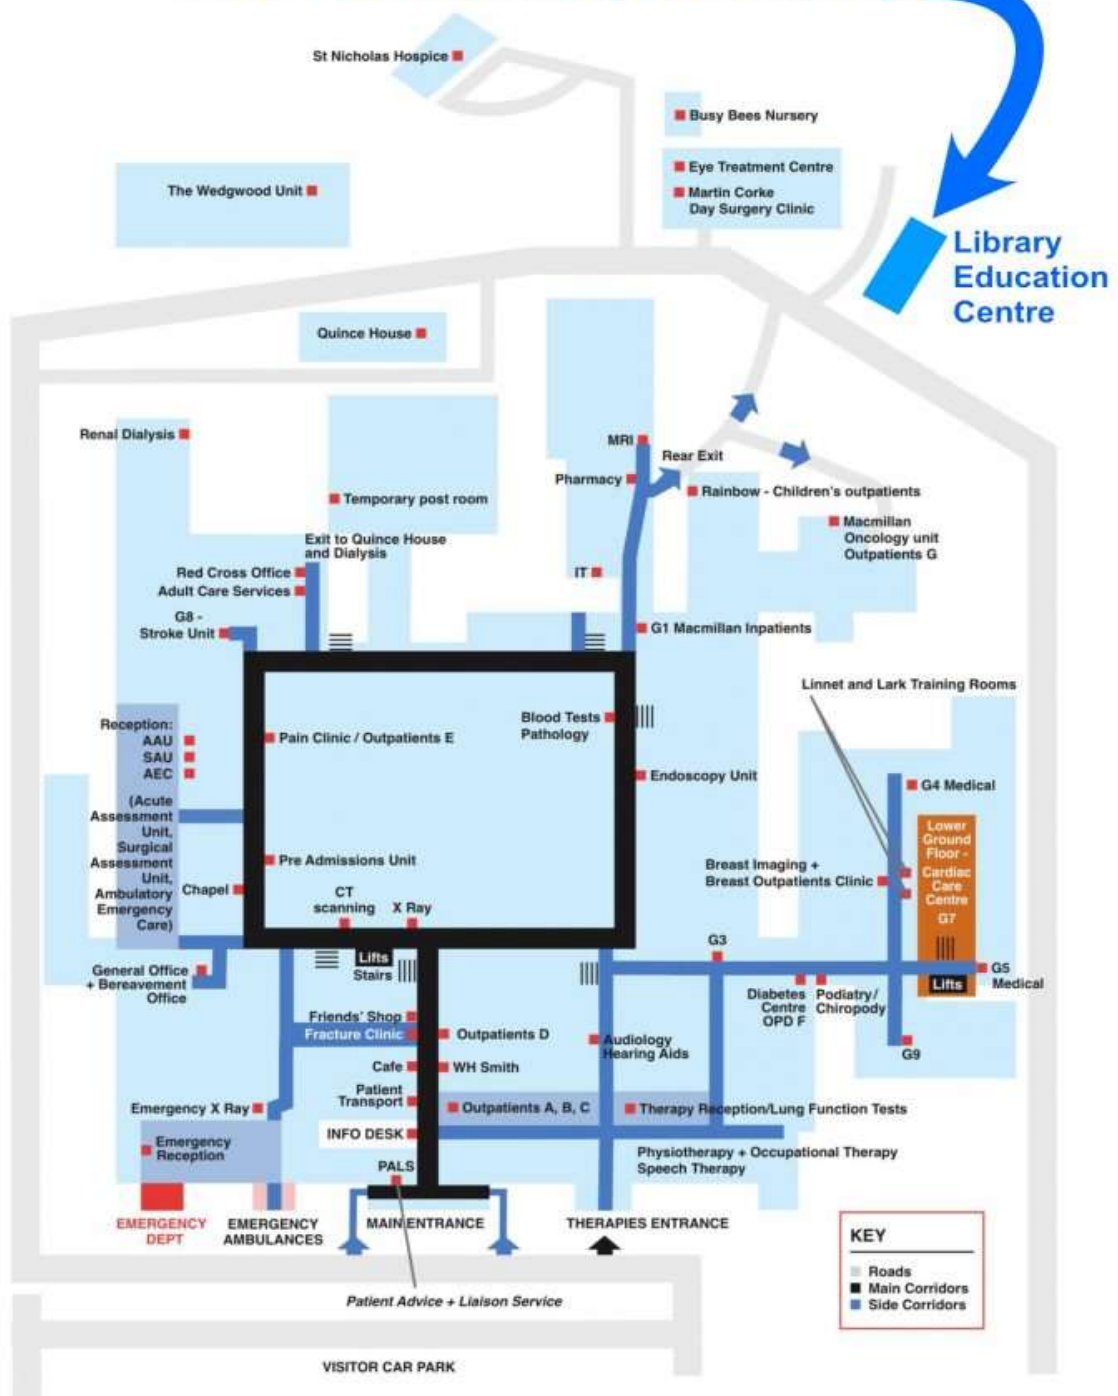 St Nicholas Hospice
Busy Bees Nursery
Eye Treatment Centre
Martin Corke
Day Surgery Clinic
The Wedgwood Unit
Library
Education
Centre
Quince House
Renal Dialysis
MRI
Rear Exit
Pharmacy
Rainbow - Children's outpatients
Temporary post room
Macmillan
Oncology unit
Outpatients G
Exit to Quince House
and Dialysis
Red Cross Office
Adult Care Services
IT
G8 -
Stroke Unit
G1 Macmillan Inpatients
Linnet and Lark Training Rooms
Reception:
AAU
SAU
AEC
(Acute
Assessment
Unit,
Surgical
Assessment
Unit,
Ambulatory
Emergency
Care)
Pain Clinic / Outpatients E
Blood Tests
Pathology
Endoscopy Unit
G4 Medical
Lower
Ground
Floor -
Cardiac
Care
Centre
G7
Breast Imaging +
Breast Outpatients Clinic
Pre Admissions Unit
Chapel
CT
scanning
X Ray
G3
Lifts
Stairs
General Office
+ Bereavement
Office
G5
Medical
Lifts
Diabetes
Centre
OPD F
Podiatry/
Chiropody
Friends' Shop
Fracture Clinic
Outpatients D
Audiology
Hearing Aids
G9
Cafe
WH Smith
Patient
Transport
Emergency X Ray
Outpatients A, B, C
Therapy Reception/Lung Function Tests
INFO DESK
Emergency
Reception
Physiotherapy + Occupational Therapy
Speech Therapy
PALS
EMERGENCY
DEPT
EMERGENCY
AMBULANCES
MAIN ENTRANCE
THERAPIES ENTRANCE
KEY
Roads
Main Corridors
Side Corridors
Patient Advice + Liaison Service
VISITOR CAR PARK